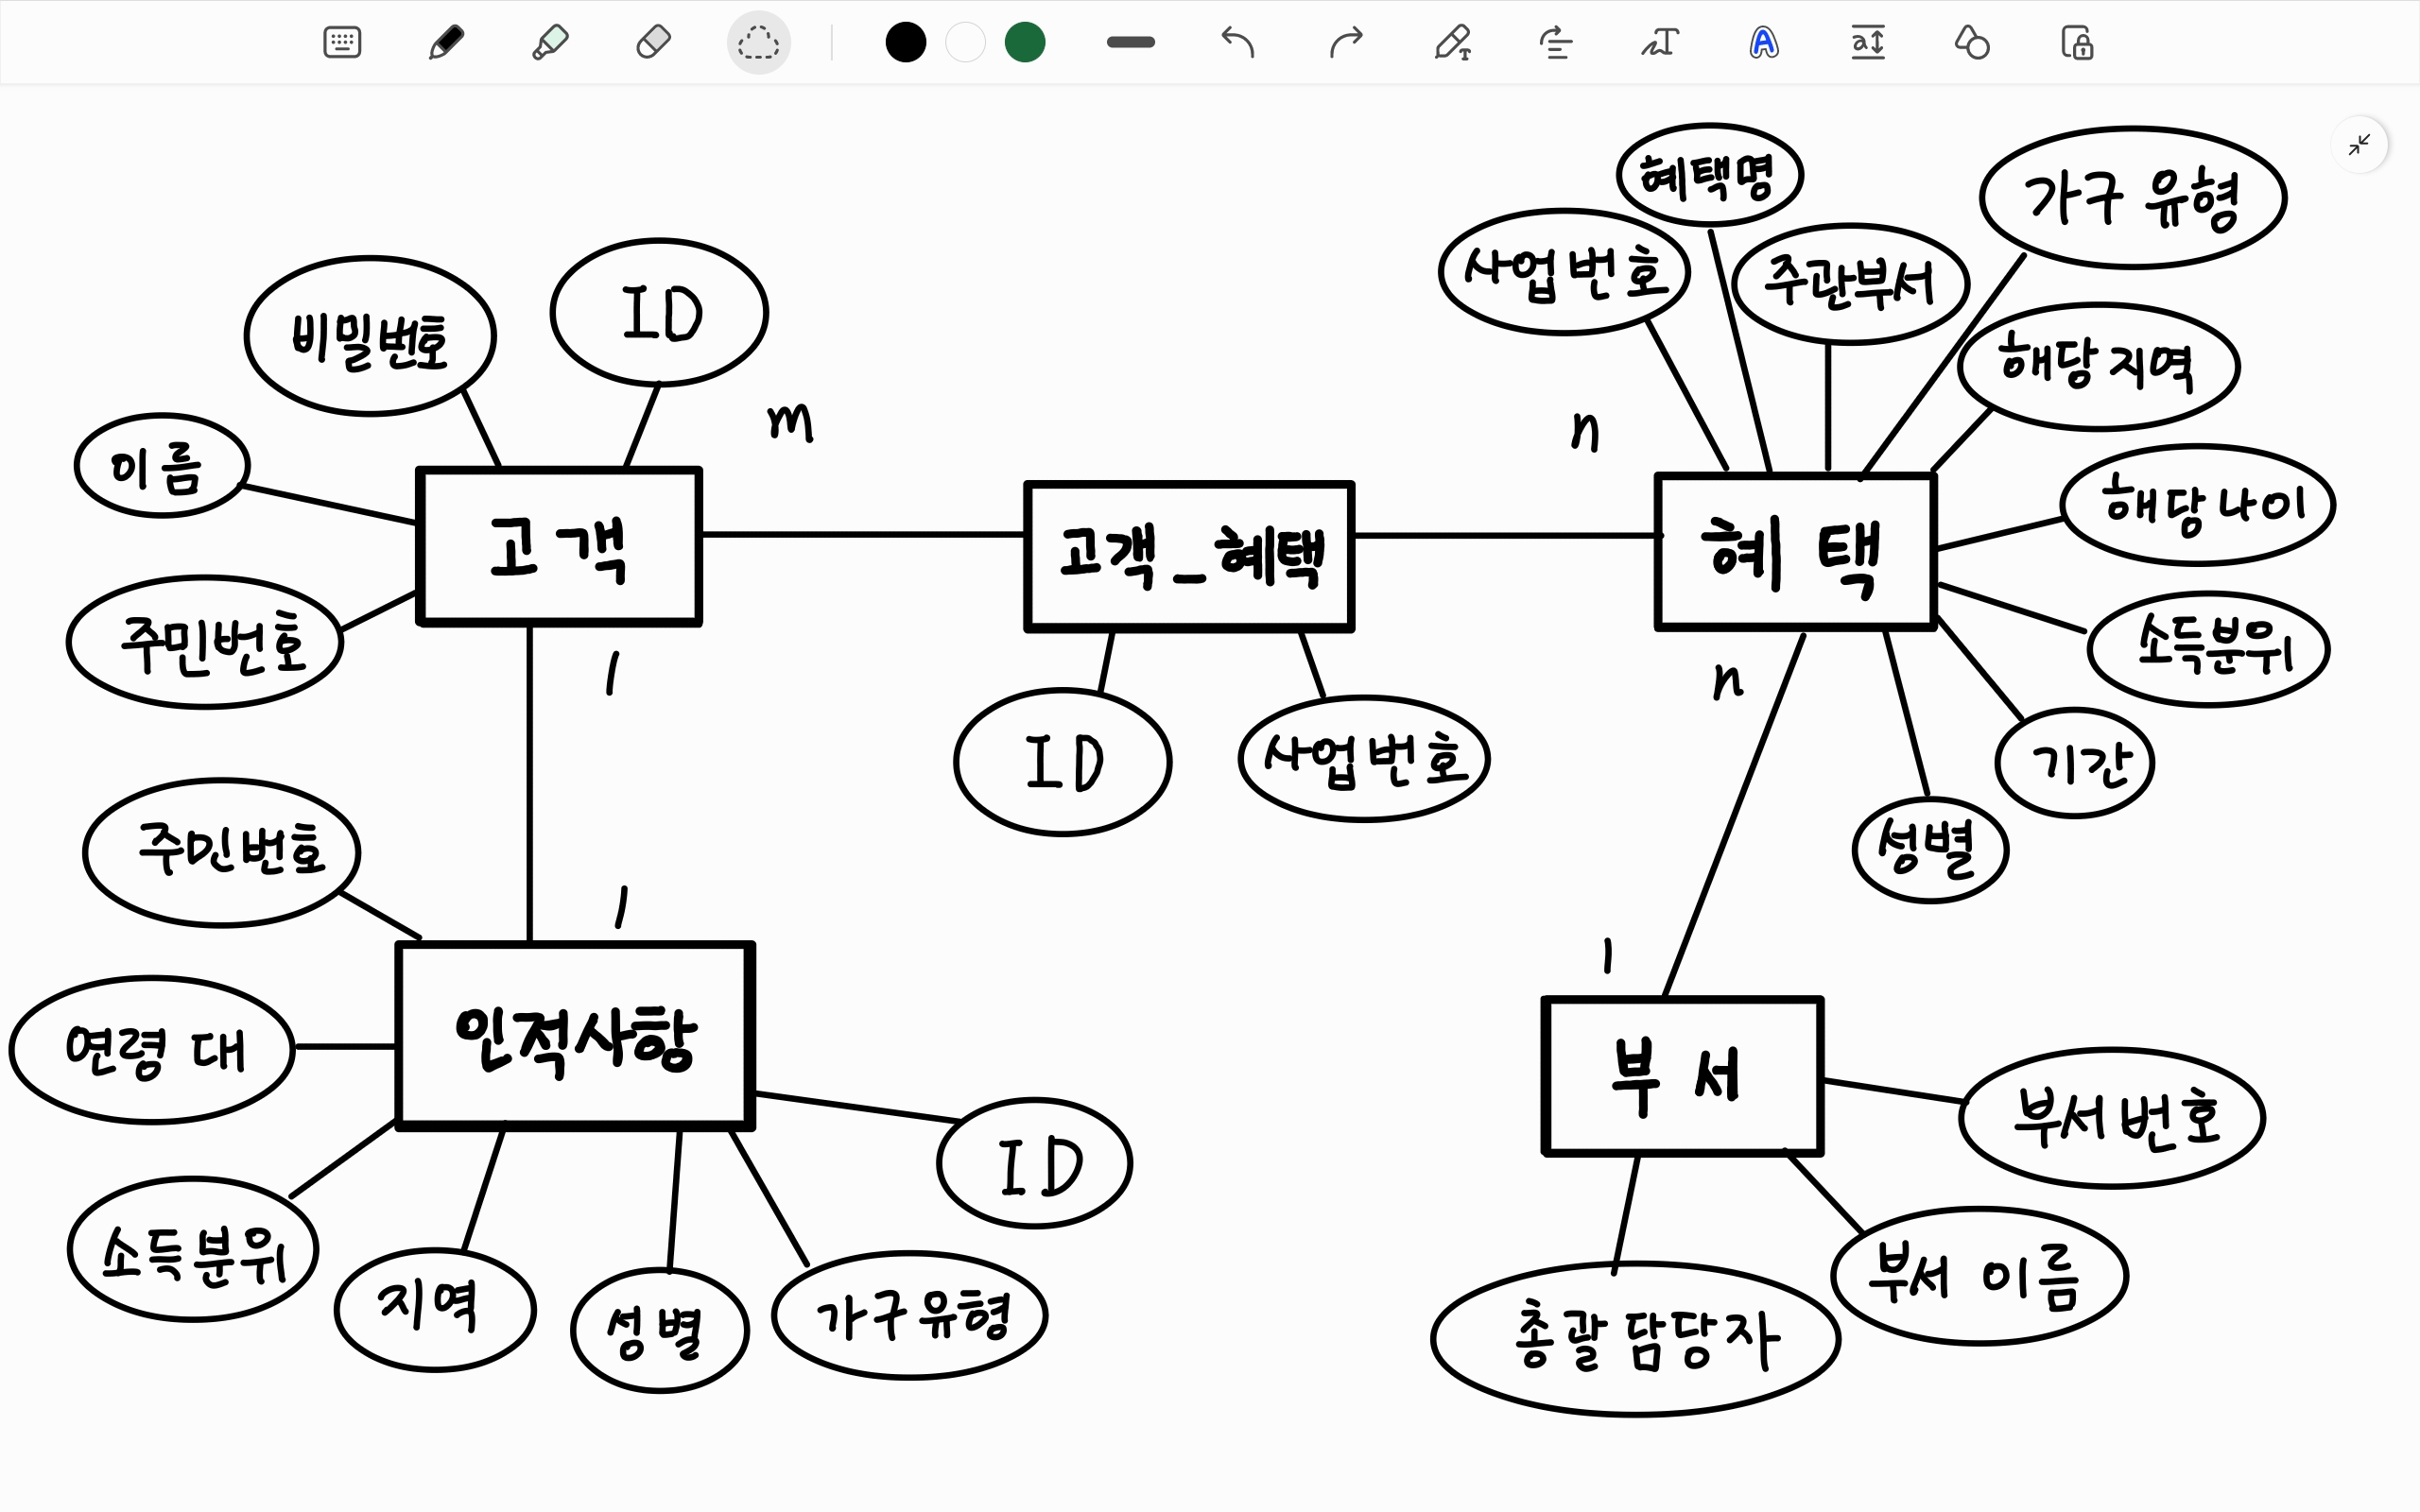 혜택명
가구 유형
사업번호
주관부서
비밀번호
ID
해당지역
m
n
이름
해당나이
고객
고객_혜택
혜택
주민번호
소득분위
1
n
ID
사업번호
기간
주민번호
성별
1
1
연령 대
인적사항
부서
부서번호
ID
소득분위
지역
성별
가구유형
부서 이름
총괄 담당자